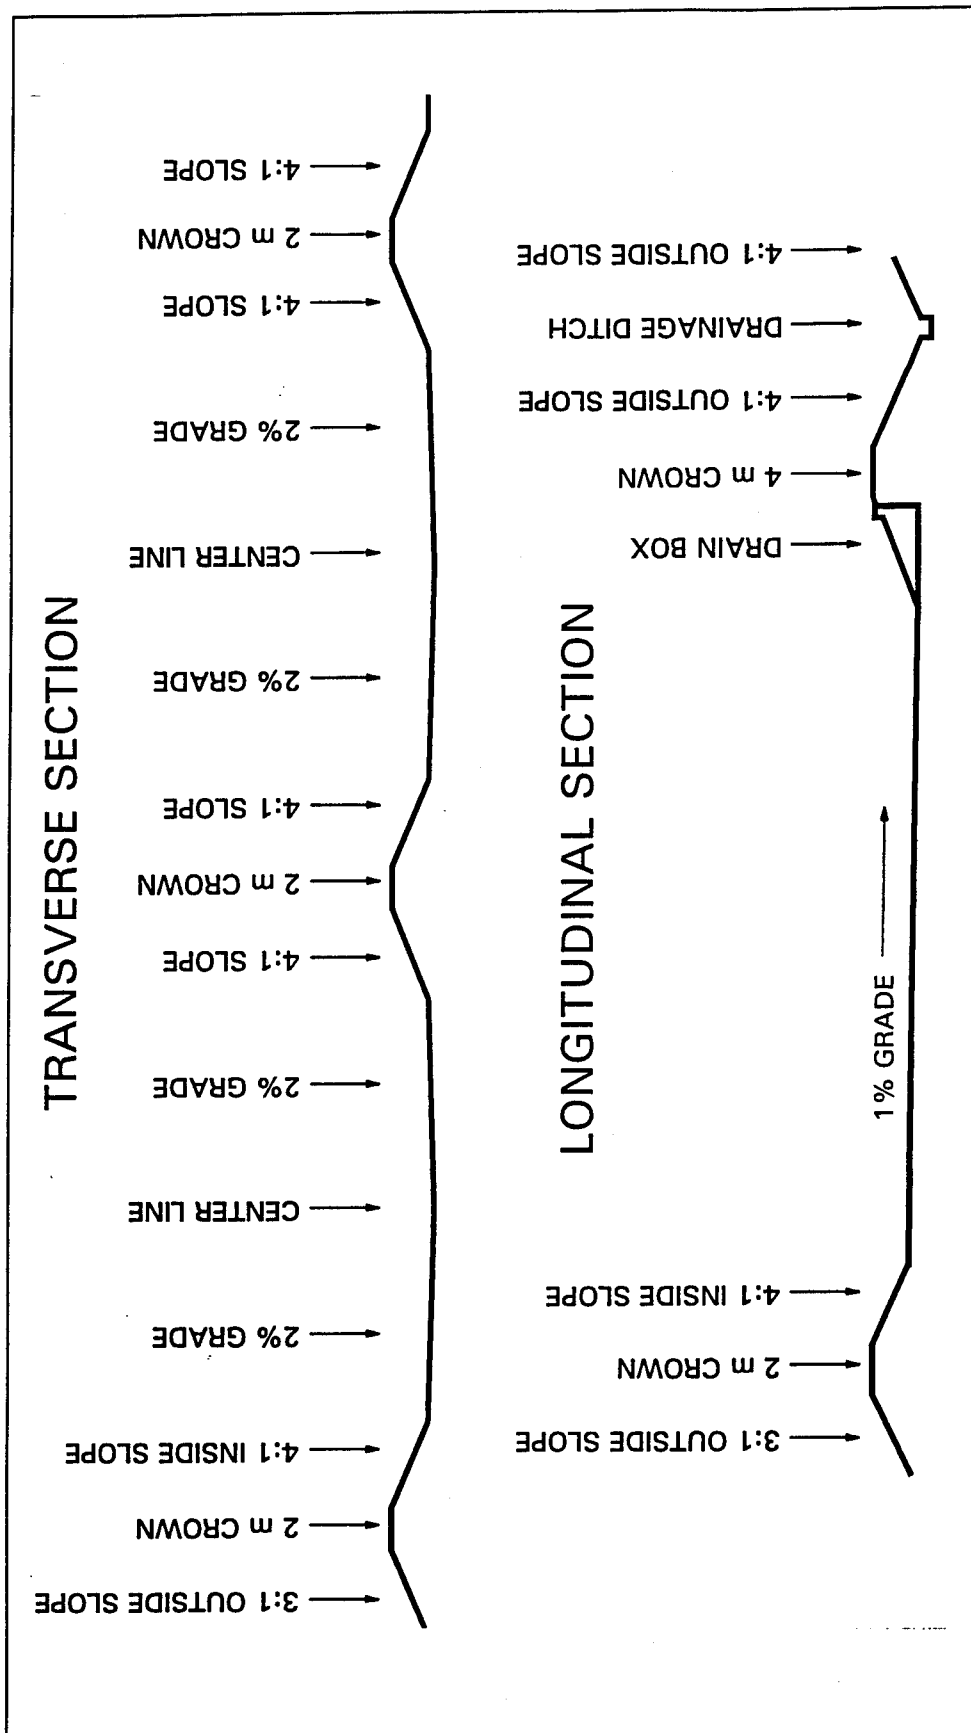 TRANSVERSE SECTION
3:1 OUTSIDE SLOPE
2 m CROWN
4:1 INSIDE SLOPE
2% GRADE
CENTER LINE
2% GRADE
4:1 SLOPE
2 m CROWN
4:1 SLOPE
2% GRADE
CENTER LINE
2% GRADE
4:1 SLOPE
2 m CROWN
4:1 SLOPE
LONGITUDINAL SECTION
3:1 OUTSIDE SLOPE
2 m CROWN
4:1 INSIDE SLOPE
1% GRADE
DRAIN BOX
4 m CROWN
4:1 OUTSIDE SLOPE
DRAINAGE DITCH
4:1 OUTSIDE SLOPE